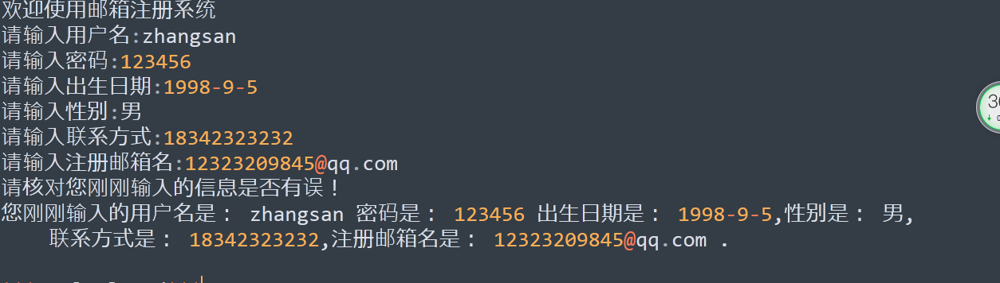 欢迎使用邮箱注册系统
请输入用户名:zhangsan
请输入密码:123456
请输入出生日期:1998-9-5
请输入性别:男
请输入联系方式:18342323232
请输入注册邮箱名:12323209845@qq.com
请核对您刚刚输入的信息是否有误！
您刚刚输入的用户名是： zhangsan 密码是： 123456 出生日期是： 1998-9-5,性别是： 男,
联系方式是： 18342323232,注册邮箱名是： 12323209845@qq.com .